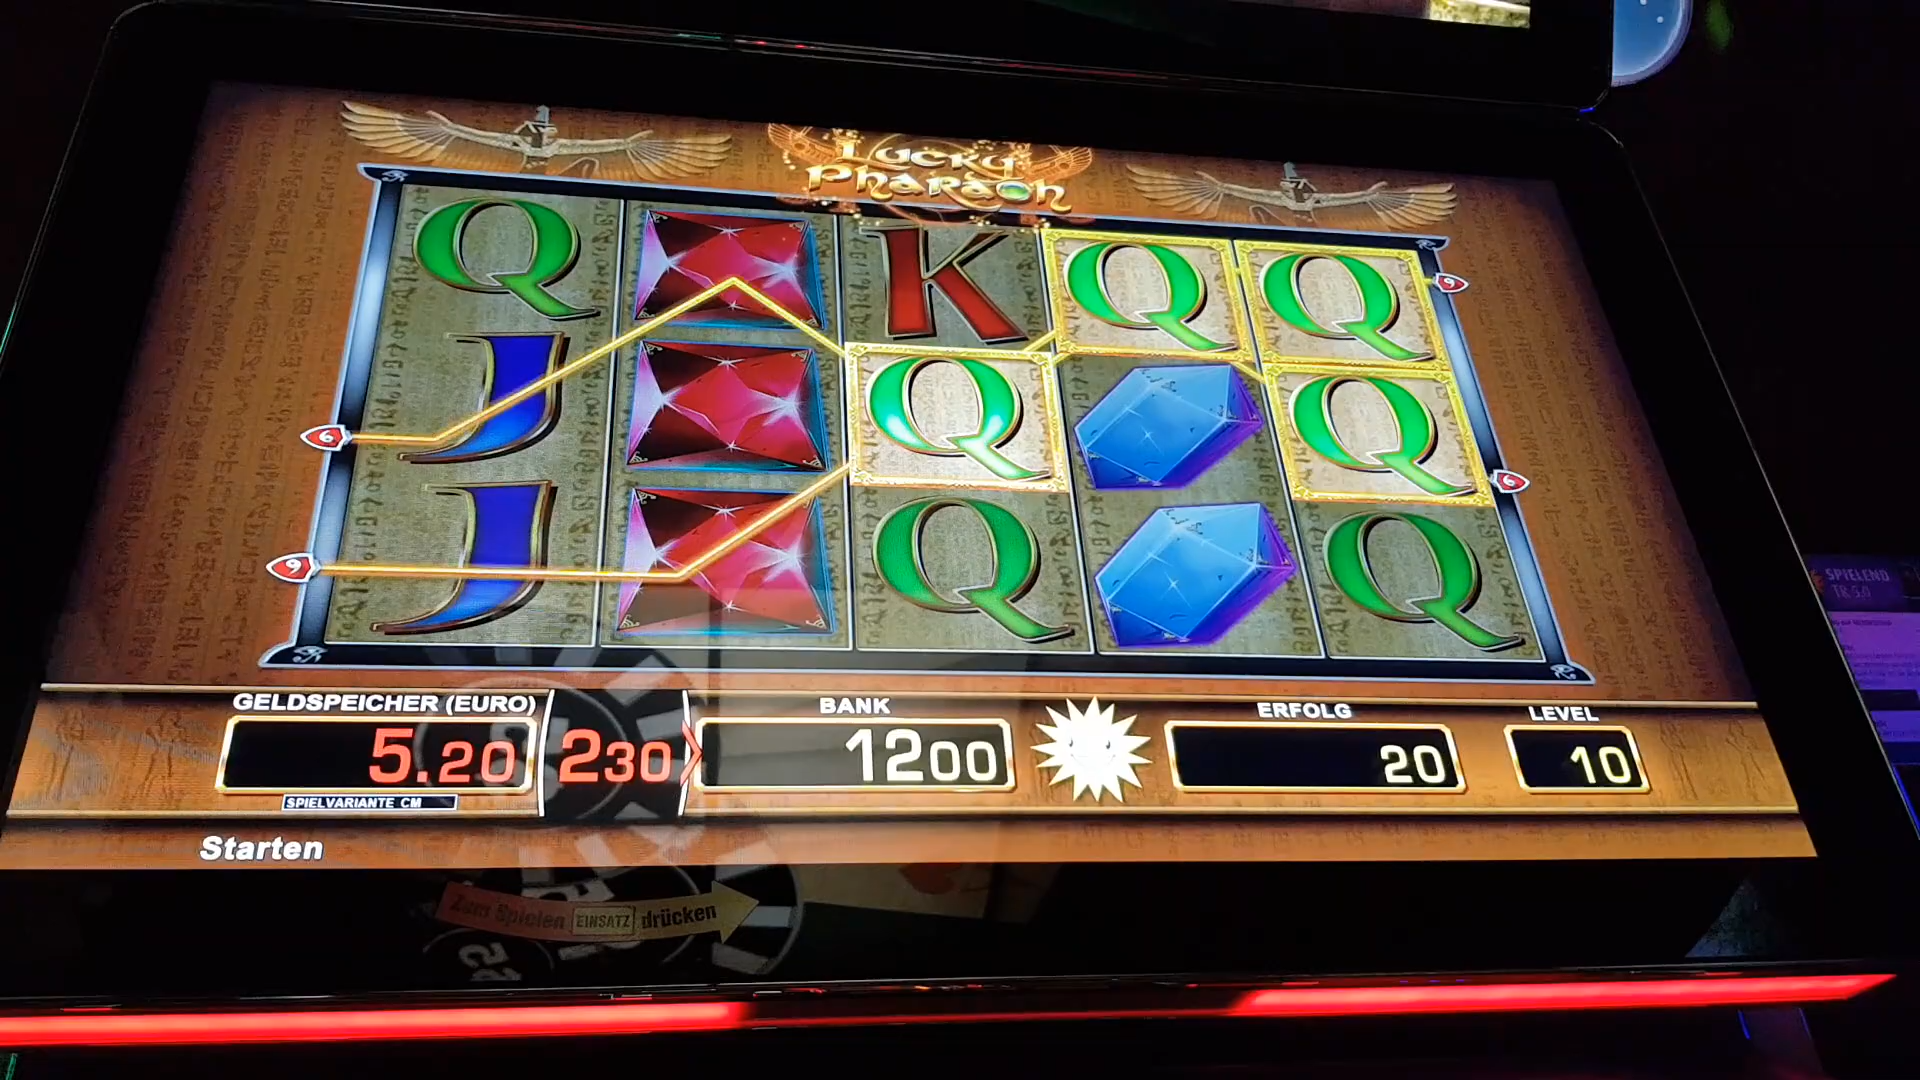 Lucky
Pharaoh
Q K Q Q
J Q Q
J Q Q
9
6
6
9
GELDSPEICHER (EURO)
BANK
ERFOLG
LEVEL
5.20
230
1200
20
10
SPIELVARIANTE CM
Starten
Zum Spielen EINSATZ drücken
SPIELEND